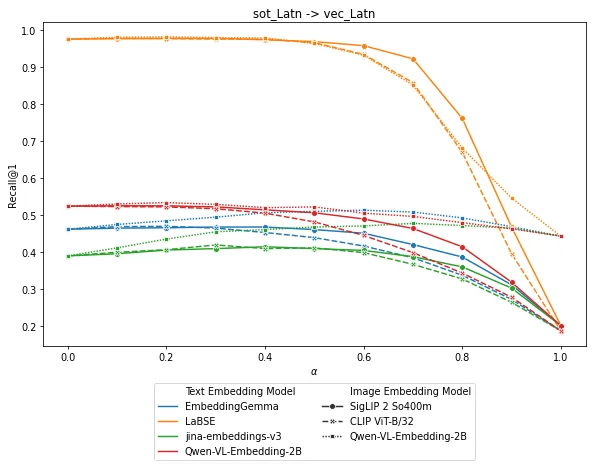 sot_Latn -> vec_Latn
1.0
0.9
0.8
0.7
0.6
0.5
0.4
0.3
0.2
Recall@1
0.0 0.2 0.4 0.6 0.8 1.0
α
Text Embedding Model
EmbeddingGemma
LaBSE
jina-embeddings-v3
Qwen-VL-Embedding-2B
Image Embedding Model
SigLIP 2 So400m
CLIP ViT-B/32
Qwen-VL-Embedding-2B